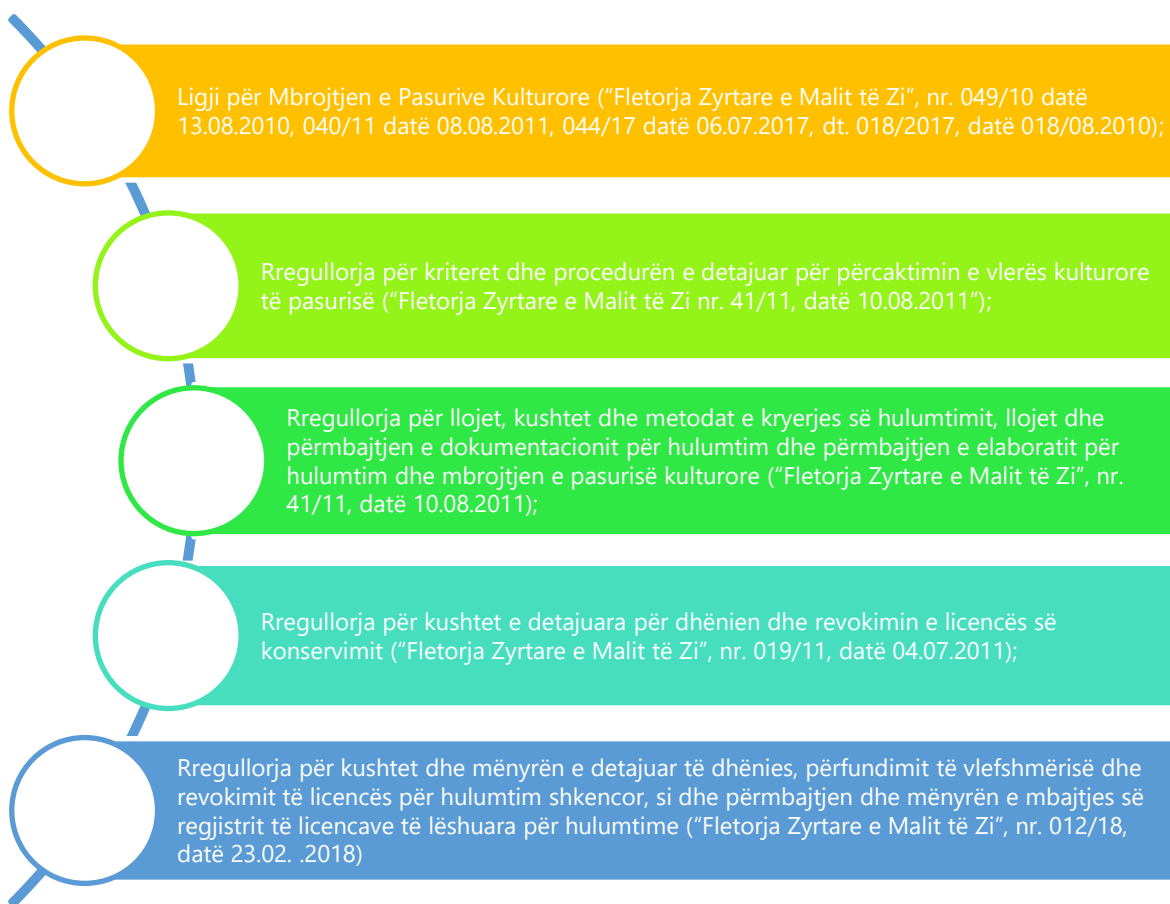 Ligji për Mbrojtjen e Pasurive Kulturore (“Fletorja Zyrtare e Malit të Zi”, nr. 049/10 datë
13.08.2010, 040/11 datë 08.08.2011, 044/17 datë 06.07.2017, dt. 018/2017, datë 018/08.2010);
Rregullorja për kriteret dhe procedurën e detajuar për përcaktimin e vlerës kulturore
të pasurisë (“Fletorja Zyrtare e Malit të Zi nr. 41/11, datë 10.08.2011”);
Rregullorja për llojet, kushtet dhe metodat e kryerjes së hulumtimit, llojet dhe
përmbajtjen e dokumentacionit për hulumtim dhe përmbajtjen e elaboratit për
hulumtim dhe mbrojtjen e pasurisë kulturore (“Fletorja Zyrtare e Malit të Zi”, nr.
41/11, datë 10.08.2011);
Rregullorja për kushtet e detajuara për dhënien dhe revokimin e licencës së
konservimit (“Fletorja Zyrtare e Malit të Zi”, nr. 019/11, datë 04.07.2011);
Rregullorja për kushtet dhe mënyrën e detajuar të dhënies, përfundimit të vlefshmërisë dhe
revokimit të licencës për hulumtim shkencor, si dhe përmbajtjen dhe mënyrën e mbajtjes së
regjistrit të licencave të lëshuara për hulumtime (“Fletorja Zyrtare e Malit të Zi”, nr. 012/18,
datë 23.02. .2018)